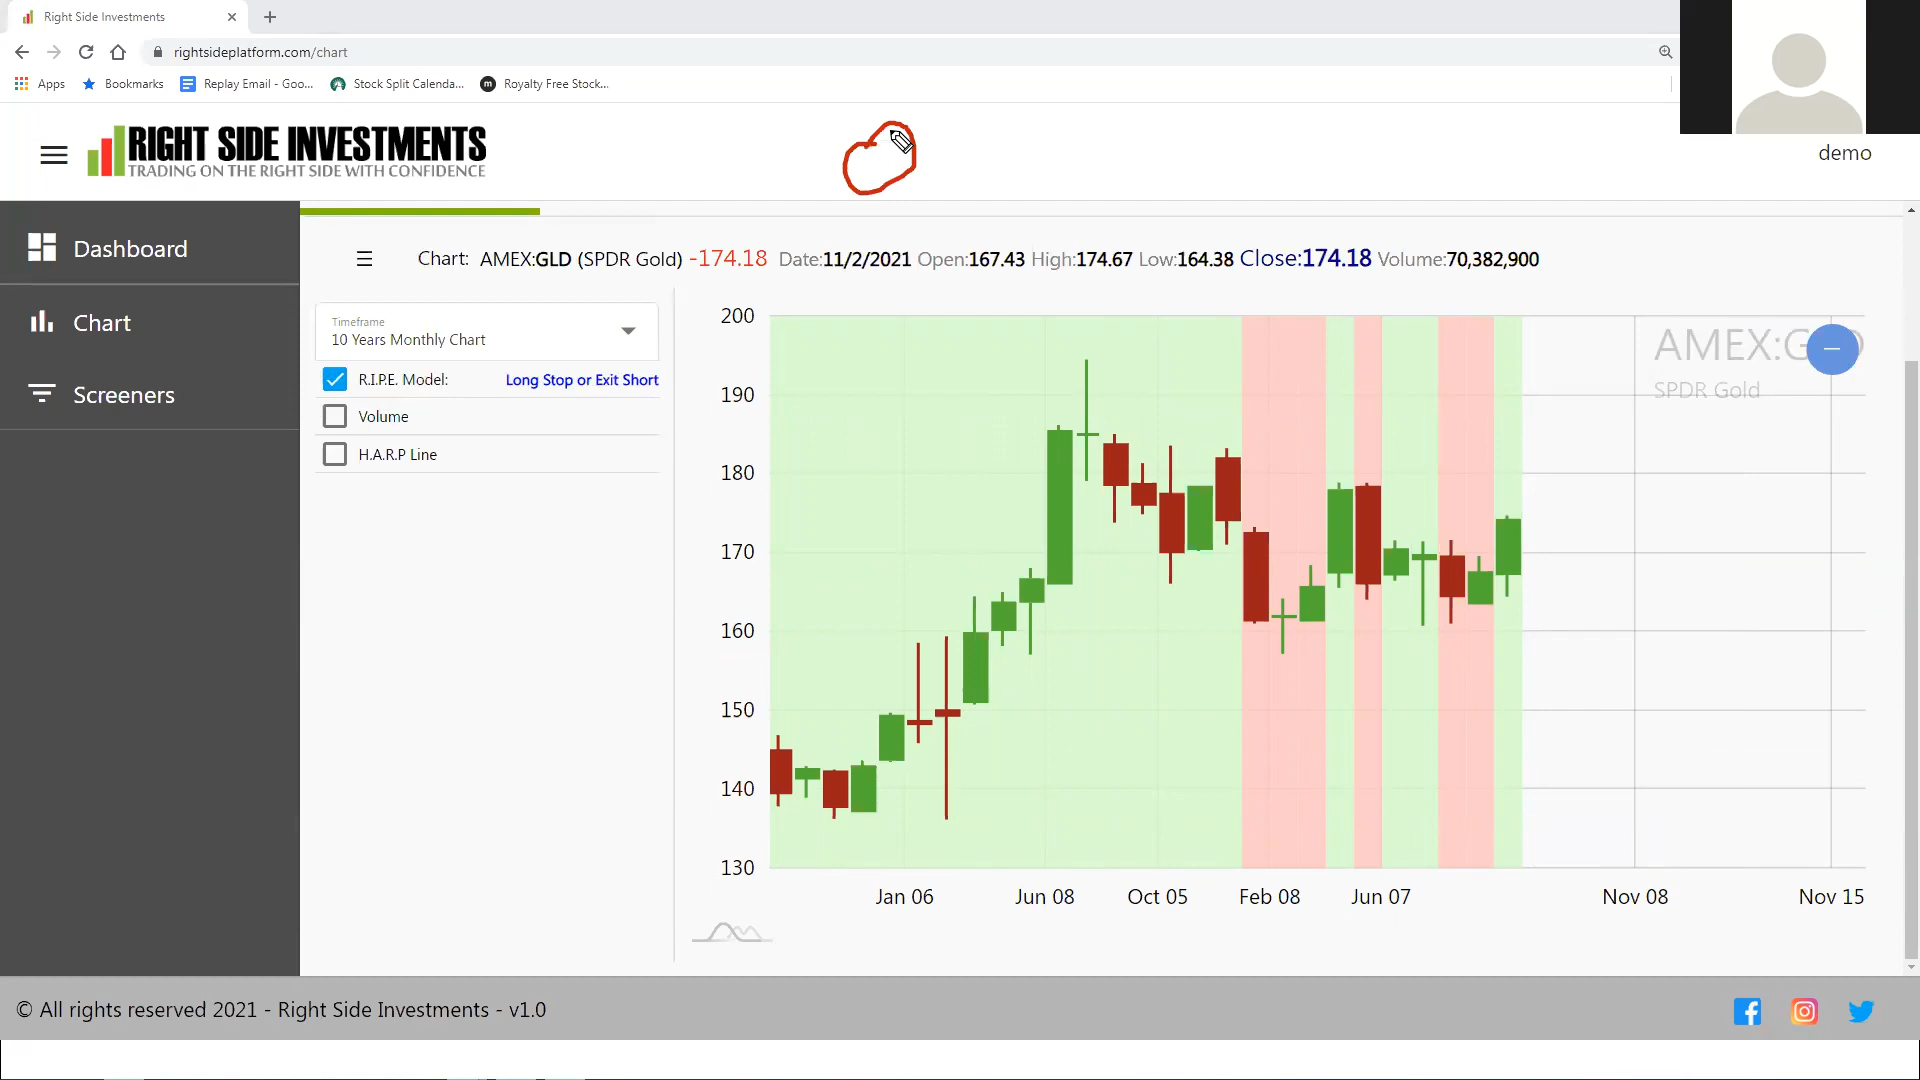 Right Side Investments
rightsideplatform.com/chart
Apps Bookmarks Replay Email - Goo... Stock Split Calenda... Royalty Free Stock...
RIGHT SIDE INVESTMENTS
TRADING ON THE RIGHT SIDE WITH CONFIDENCE
demo
Dashboard
Chart
Screeners
Chart: AMEX:GLD (SPDR Gold) -174.18 Date:11/2/2021 Open:167.43 High:174.67 Low:164.38 Close:174.18 Volume:70,382,900
Timeframe
10 Years Monthly Chart
R.I.P.E. Model: Long Stop or Exit Short
Volume
H.A.R.P Line
200
190
180
170
160
150
140
130
AMEX:GLD
SPDR Gold
Jan 06 Jun 08 Oct 05 Feb 08 Jun 07 Nov 08 Nov 15
© All rights reserved 2021 - Right Side Investments - v1.0